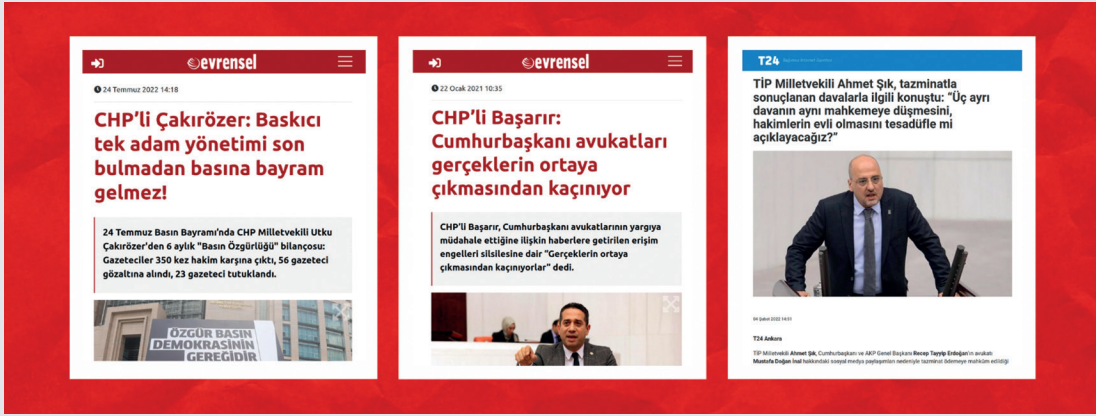 evrensel
24 Temmuz 2022 14:18
CHP’li Çakırözer: Baskıcı
tek adam yönetimi son
bulmadan basına bayram
gelmez!
24 Temmuz Basın Bayramı’nda CHP Milletvekili Utku
Çakırözer'den 6 aylık "Basın Özgürlüğü" bilançosu:
Gazeteciler 350 kez hakim karşına çıktı, 56 gazeteci
gözaltına alındı, 23 gazeteci tutuklandı.
ÖZGÜR BASIN
DEMOKRASİNİN
GEREĞİDİR
evrensel
22 Ocak 2021 10:35
CHP’li Başarır:
Cumhurbaşkanı avukatları
gerçeklerin ortaya
çıkmasından kaçınıyor
CHP’li Başarır, Cumhurbaşkanı avukatlarının yargıya
müdahale ettiğine ilişkin haberlere getirilen erişim
engelleri silsilesine dair “Gerçeklerin ortaya
çıkmasından kaçınıyorlar” dedi.
T24
TİP Milletvekili Ahmet Şık, tazminatla
sonuçlanan davalarla ilgili konuştu: “Üç ayrı
davanın aynı mahkemeye düşmesini,
hakimlerin evli olmasını tesadüfle mi
açıklayacağız?”
04 Şubat 2022 14:51
T24 Ankara
TİP Milletvekili Ahmet Şık, Cumhurbaşkanı ve AKP Genel Başkanı Recep Tayyip Erdoğan'ın avukatı
Mustafa Doğan İnal hakkındaki sosyal medya paylaşımları nedeniyle tazminat ödemeye mahkûm edildiği